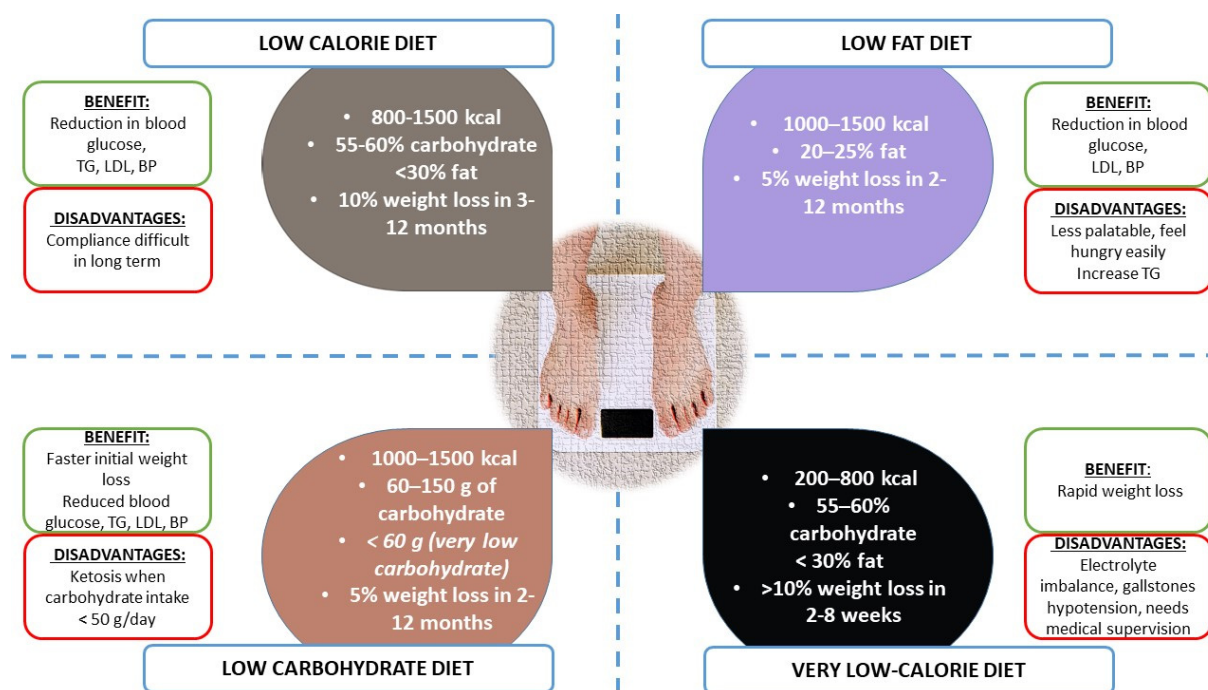 LOW CALORIE DIET
BENEFIT:
Reduction in blood
glucose,
TG, LDL, BP
DISADVANTAGES:
Compliance difficult
in long term
• 800-1500 kcal
• 55-60% carbohydrate
<30% fat
• 10% weight loss in 3-
12 months
LOW FAT DIET
• 1000–1500 kcal
• 20–25% fat
• 5% weight loss in 2-
12 months
BENEFIT:
Reduction in blood
glucose,
LDL, BP
DISADVANTAGES:
Less palatable, feel
hungry easily
Increase TG
BENEFIT:
Faster initial weight
loss
Reduced blood
glucose, TG, LDL, BP
DISADVANTAGES:
Ketosis when
carbohydrate intake
< 50 g/day
• 1000–1500 kcal
• 60–150 g of
carbohydrate
• < 60 g (very low
carbohydrate)
• 5% weight loss in 2-
12 months
LOW CARBOHYDRATE DIET
• 200–800 kcal
• 55–60%
carbohydrate
< 30% fat
• >10% weight loss in
2-8 weeks
BENEFIT:
Rapid weight loss
DISADVANTAGES:
Electrolyte
imbalance, gallstones
hypotension, needs
medical supervision
VERY LOW-CALORIE DIET